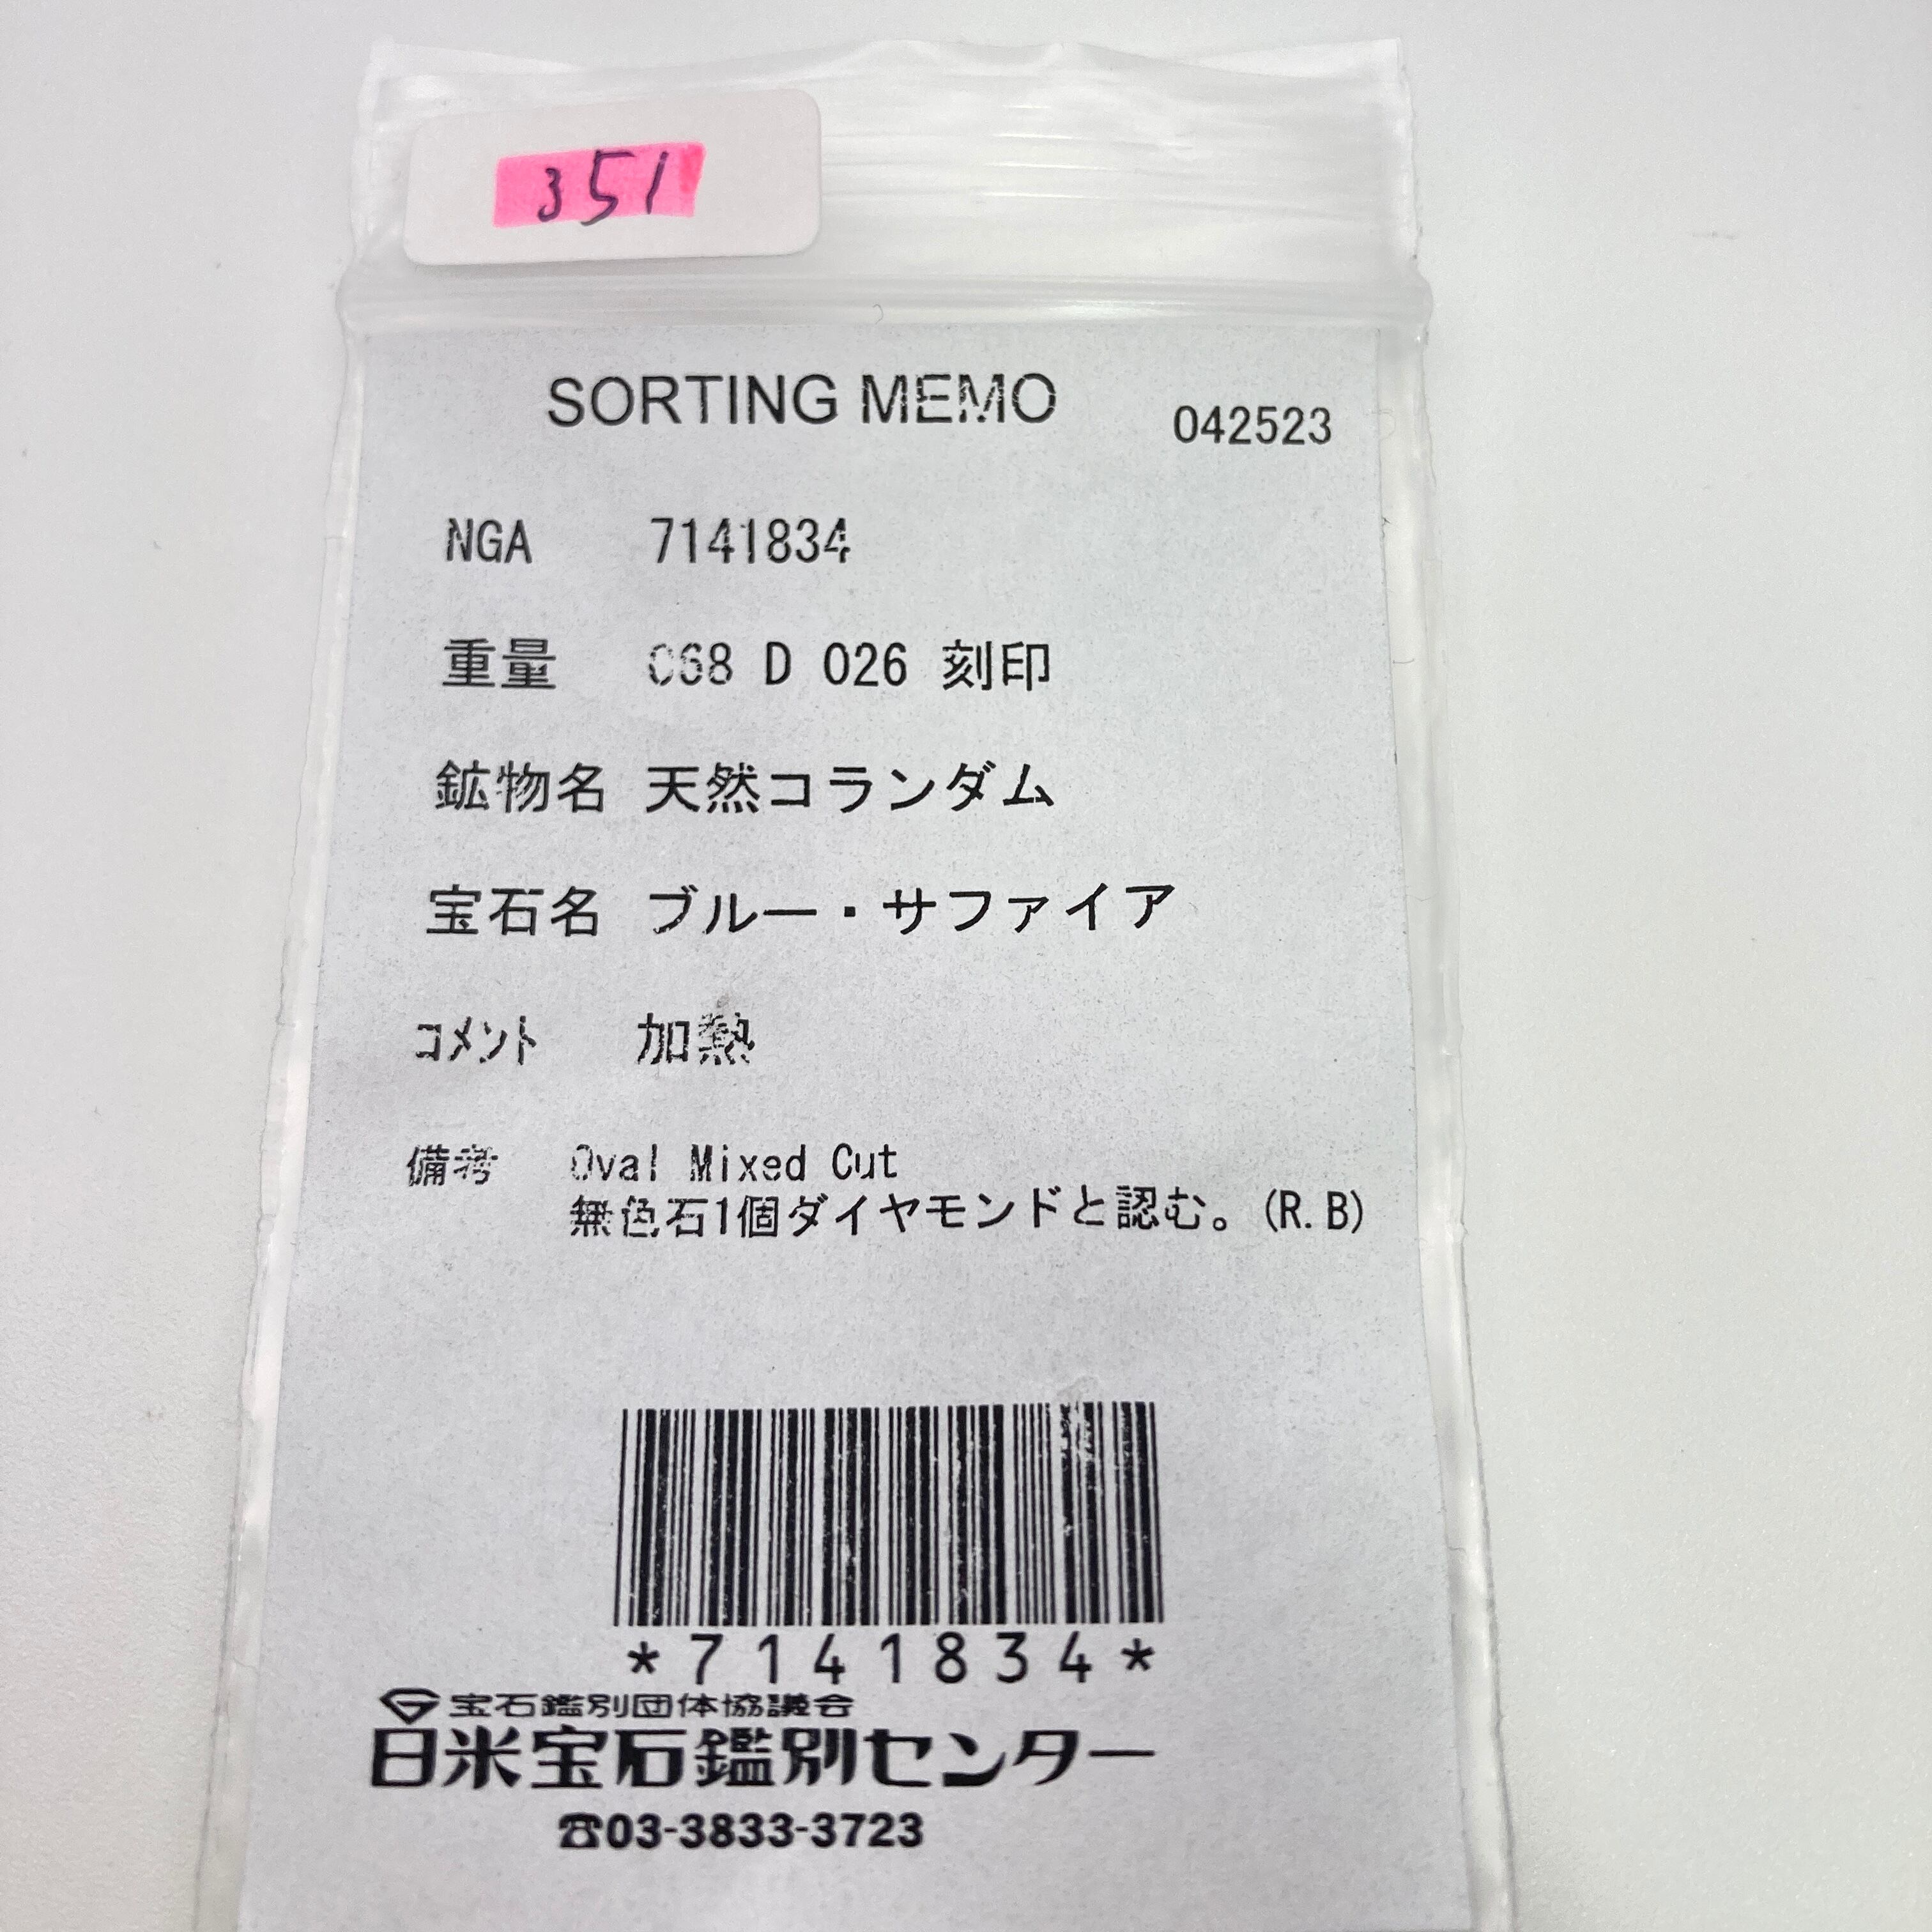 351
SORTING MEMO 042523
NGA 7141834
重量 068 D 026 刻印
鉱物名 天然コランダム
宝石名 ブルー・サファイア
コメント 加熱
備考 Oval Mixed Cut
無色石1個ダイヤモンドと認む。(R.B)
*7141834*
宝石鑑別団体協議会
日米宝石鑑別センター
☎03-3833-3723